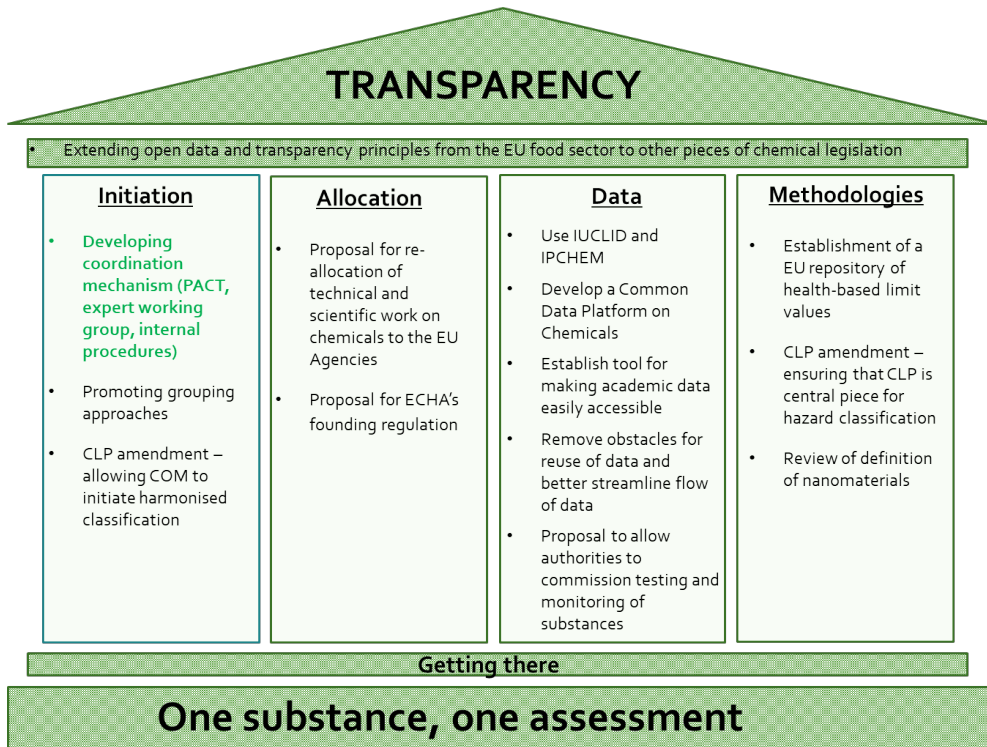 TRANSPARENCY
• Extending open data and transparency principles from the EU food sector to other pieces of chemical legislation
Initiation
• Developing
coordination
mechanism (PACT,
expert working
group, internal
procedures)
• Promoting grouping
approaches
• CLP amendment –
allowing COM to
initiate harmonised
classification
Allocation
• Proposal for re-
allocation of
technical and
scientific work on
chemicals to the EU
Agencies
• Proposal for ECHA's
founding regulation
Data
• Use IUCLID and
IPCHEM
• Develop a Common
Data Platform on
Chemicals
• Establish tool for
making academic data
easily accessible
• Remove obstacles for
reuse of data and
better streamline flow
of data
• Proposal to allow
authorities to
commission testing and
monitoring of
substances
Methodologies
• Establishment of a
EU repository of
health-based limit
values
• CLP amendment –
ensuring that CLP is
central piece for
hazard classification
• Review of definition
of nanomaterials
Getting there
One substance, one assessment